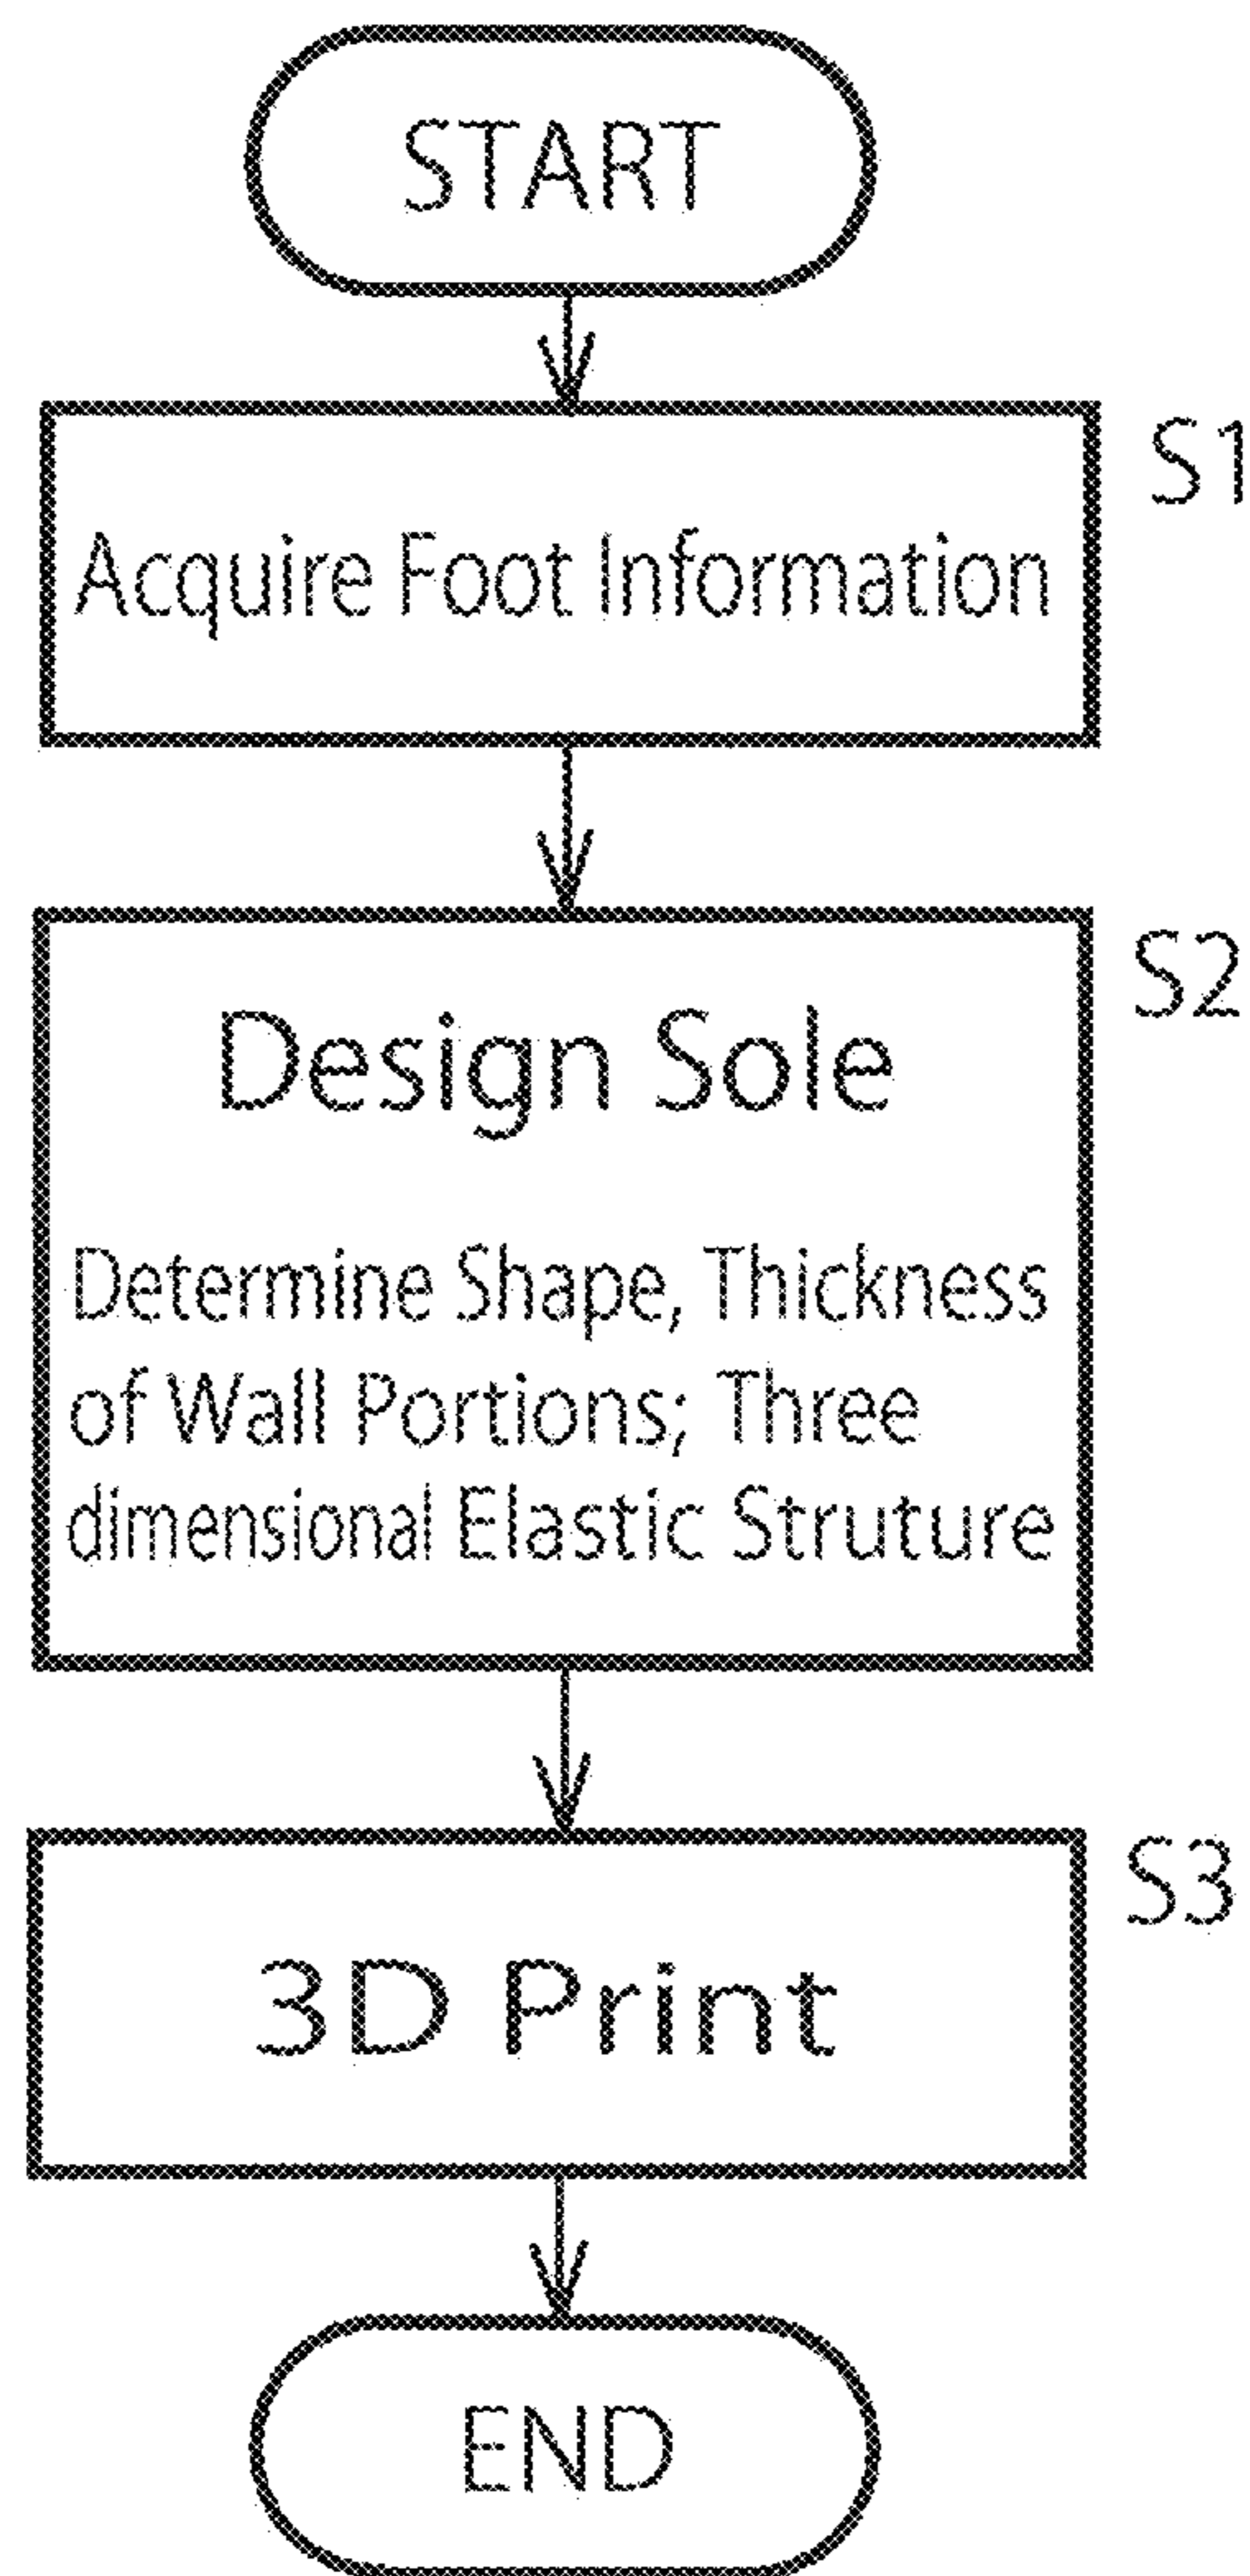 START
S1
Acquire Foot Information
S2
Design Sole
Determine Shape, Thickness
of Wall Portions; Three
dimensional Elastic Struture
S3
3D Print
END